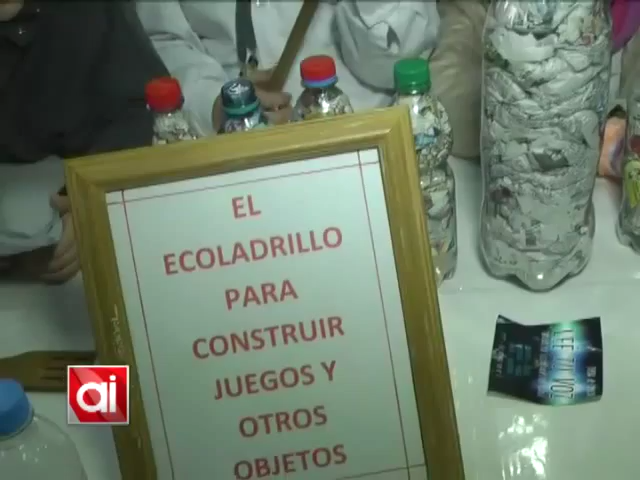 EL
ECOLADRILLO
PARA
CONSTRUIR
JUEGOS Y
OTROS
OBJETOS
ai